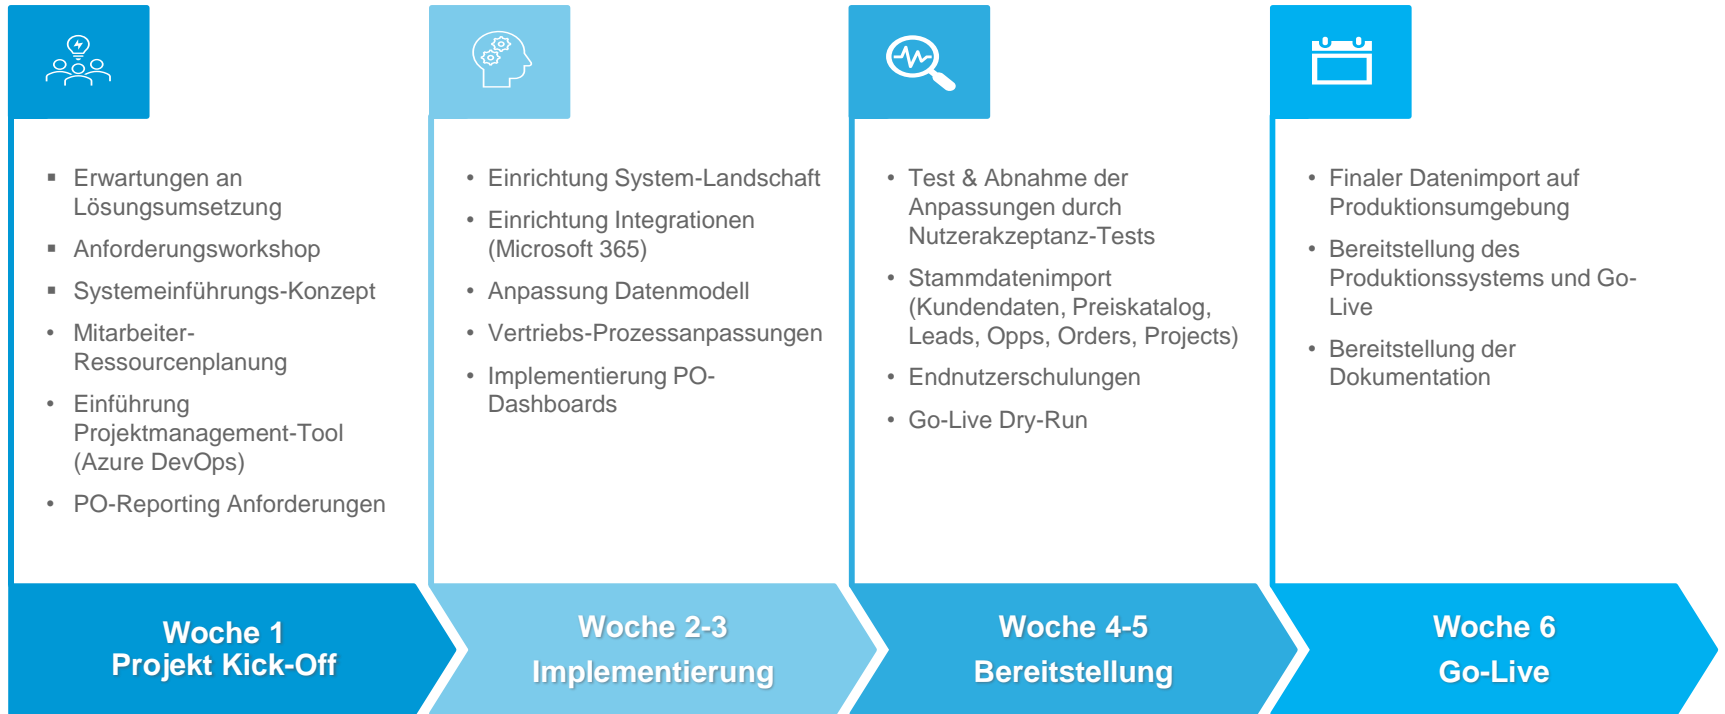 ▪ Erwartungen an
Lösungsumsetzung
▪ Anforderungsworkshop
▪ Systemeinführungs-Konzept
• Mitarbeiter-
Ressourcenplanung
• Einführung
Projektmanagement-Tool
(Azure DevOps)
• PO-Reporting Anforderungen
Woche 1
Projekt Kick-Off
• Einrichtung System-Landschaft
• Einrichtung Integrationen
(Microsoft 365)
• Anpassung Datenmodell
• Vertriebs-Prozessanpassungen
• Implementierung PO-
Dashboards
Woche 2-3
Implementierung
• Test & Abnahme der
Anpassungen durch
Nutzerakzeptanz-Tests
• Stammdatenimport
(Kundendaten, Preiskatalog,
Leads, Opps, Orders, Projects)
• Endnutzerschulungen
• Go-Live Dry-Run
Woche 4-5
Bereitstellung
• Finaler Datenimport auf
Produktionsumgebung
• Bereitstellung des
Produktionssystems und Go-
Live
• Bereitstellung der
Dokumentation
Woche 6
Go-Live